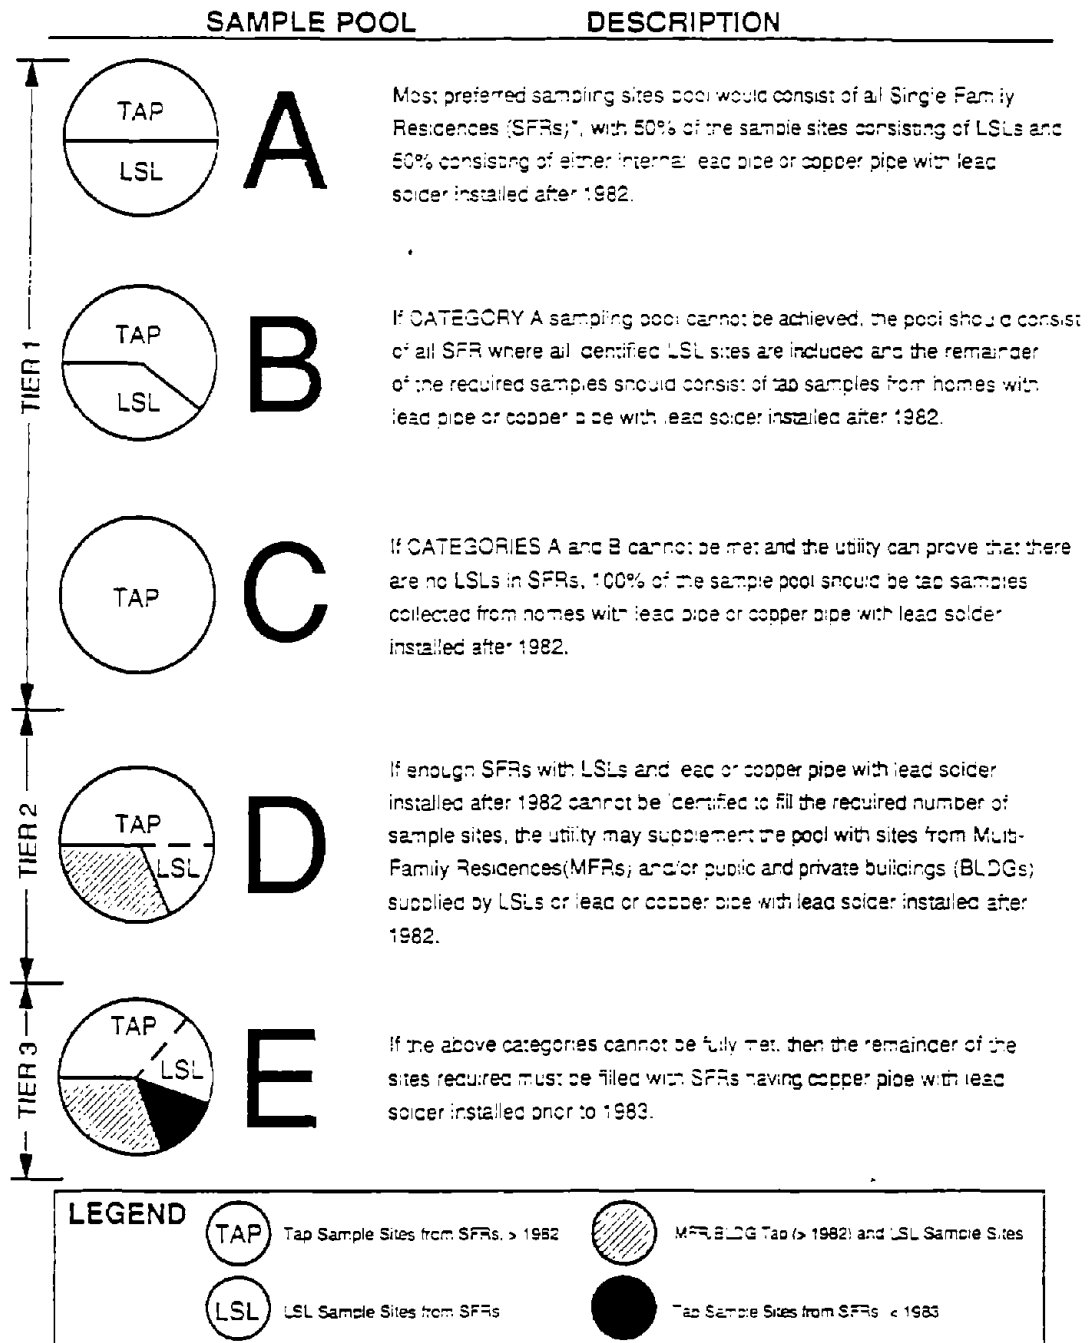 SAMPLE POOL DESCRIPTION
TIER 1
TAP
LSL
A
Most preferred sampling sites pool would consist of all Single Family
Residences (SFRs)*, with 50% of the sample sites consisting of LSLs and
50% consisting of either internal lead pipe or copper pipe with lead
solder installed after 1982.
TAP
LSL
B
If CATEGORY A sampling pool cannot be achieved, the pool should consist
of all SFR where all identified LSL sites are included and the remainder
of the required samples should consist of tap samples from homes with
lead pipe or copper pipe with lead solder installed after 1982.
TAP
C
If CATEGORIES A and B cannot be met and the utility can prove that there
are no LSLs in SFRs, 100% of the sample pool should be tap samples
collected from homes with lead pipe or copper pipe with lead solder
installed after 1982.
TIER 2
TAP
LSL
D
If enough SFRs with LSLs and lead or copper pipe with lead solder
installed after 1982 cannot be identified to fill the required number of
sample sites, the utility may supplement the pool with sites from Multi-
Family Residences(MFRs) and/or public and private buildings (BLDGs)
supplied by LSLs or lead or copper pipe with lead solder installed after
1982.
TIER 3
TAP
LSL
E
If the above categories cannot be fully met, then the remainder of the
sites required must be filled with SFRs having copper pipe with lead
solder installed prior to 1983.
LEGEND
TAP Tap Sample Sites from SFRs, > 1982
MFR/BLDG Tap (> 1982) and LSL Sample Sites
LSL LSL Sample Sites from SFRs
Tap Sample Sites from SFRs < 1983